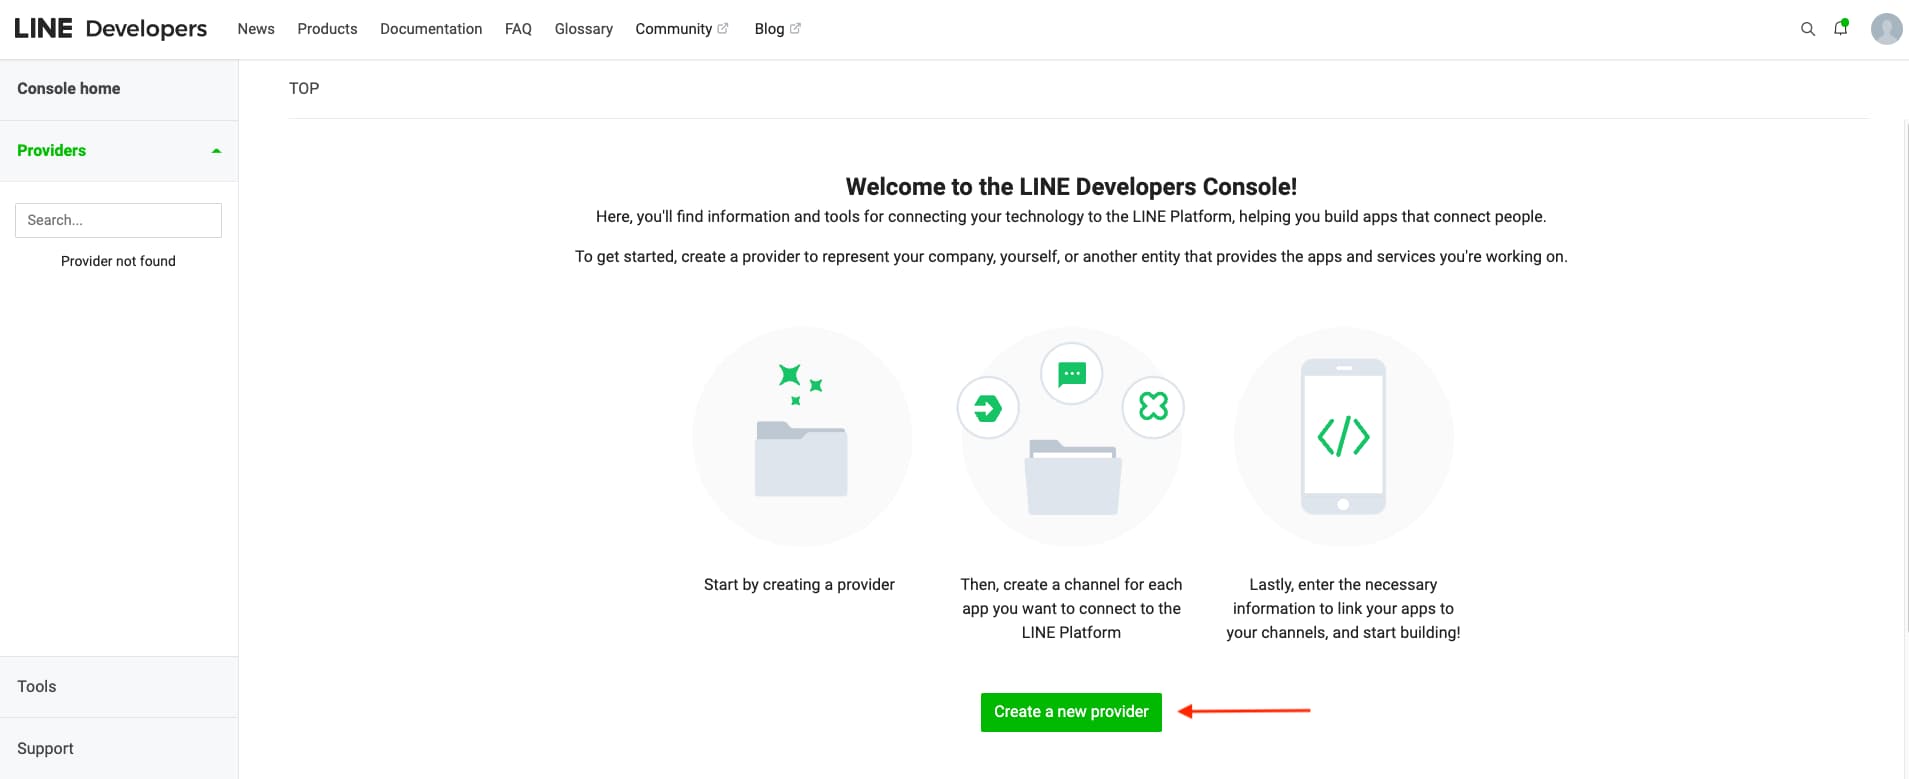 LINE Developers News Products Documentation FAQ Glossary Community Blog
Console home
TOP
Providers
Search...
Provider not found
Welcome to the LINE Developers Console!
Here, you'll find information and tools for connecting your technology to the LINE Platform, helping you build apps that connect people.
To get started, create a provider to represent your company, yourself, or another entity that provides the apps and services you're working on.
Start by creating a provider
Then, create a channel for each
app you want to connect to the
LINE Platform
Lastly, enter the necessary
information to link your apps to
your channels, and start building!
Create a new provider
Tools
Support